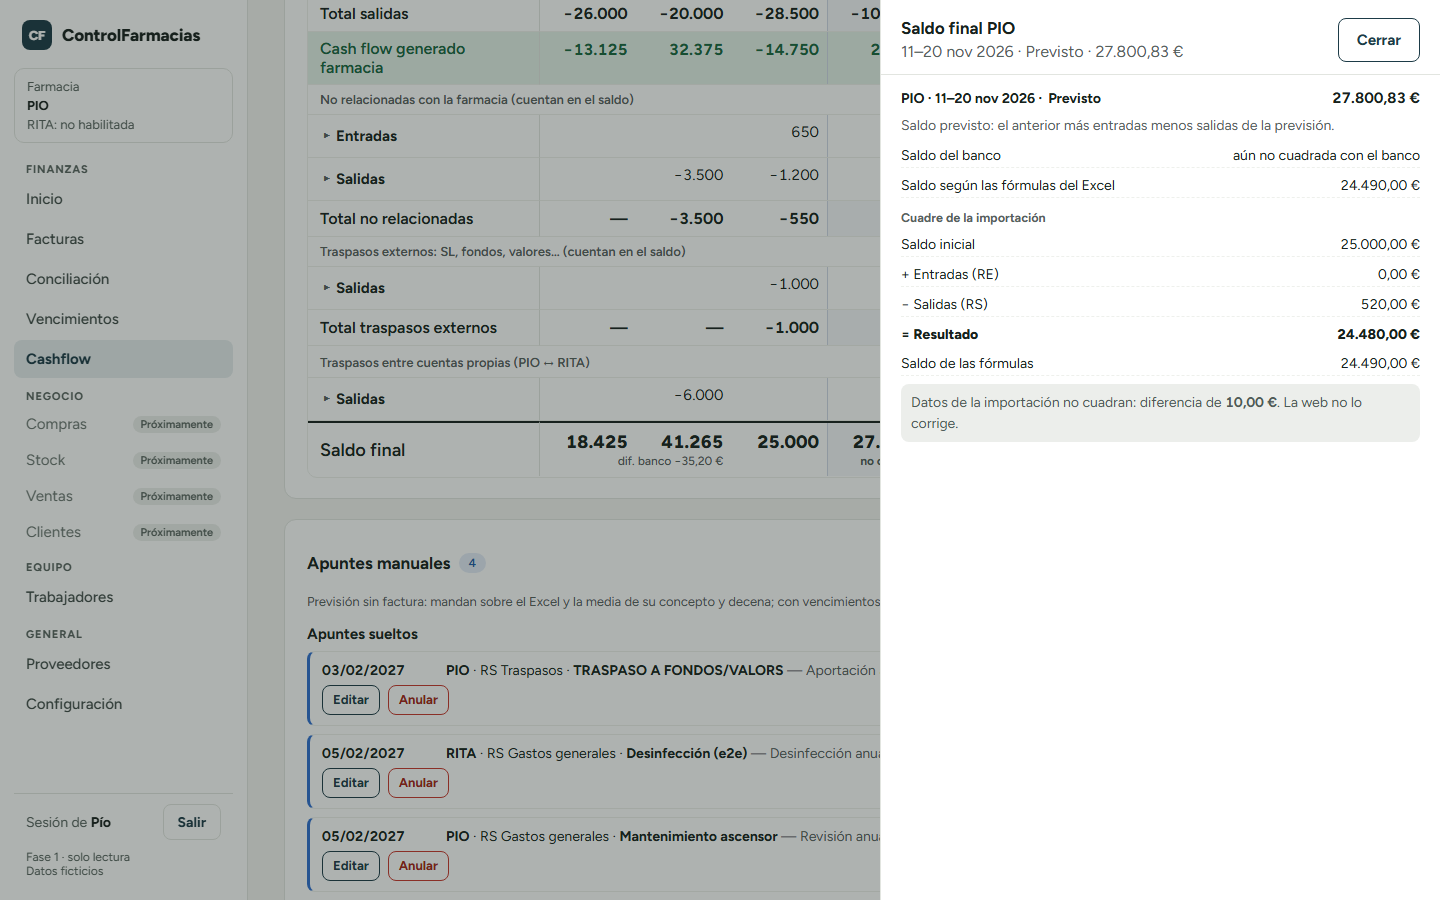 CF ControlFarmacias
Farmacia
PIO
RITA: no habilitada
FINANZAS
Inicio
Facturas
Conciliación
Vencimientos
Cashflow
NEGOCIO
Compras Próximamente
Stock Próximamente
Ventas Próximamente
Clientes Próximamente
EQUIPO
Trabajadores
GENERAL
Proveedores
Configuración
Sesión de Pío Salir
Fase 1 · solo lectura
Datos ficticios
Total salidas −26.000 −20.000 −28.500 −10
Cash flow generado −13.125 32.375 −14.750 2
farmacia
No relacionadas con la farmacia (cuentan en el saldo)
▸ Entradas 650
▸ Salidas −3.500 −1.200
Total no relacionadas — −3.500 −550
Traspasos externos: SL, fondos, valores… (cuentan en el saldo)
▸ Salidas −1.000
Total traspasos externos — — −1.000
Traspasos entre cuentas propias (PIO ↔ RITA)
▸ Salidas −6.000
Saldo final 18.425 41.265 25.000 27.
dif. banco −35,20 € no c
Apuntes manuales 4
Previsión sin factura: mandan sobre el Excel y la media de su concepto y decena; con vencimientos
Apuntes sueltos
03/02/2027 PIO · RS Traspasos · TRASPASO A FONDOS/VALORS — Aportación
Editar Anular
05/02/2027 RITA · RS Gastos generales · Desinfección (e2e) — Desinfección anua
Editar Anular
05/02/2027 PIO · RS Gastos generales · Mantenimiento ascensor — Revisión anua
Editar Anular
Saldo final PIO
11–20 nov 2026 · Previsto · 27.800,83 €
Cerrar
PIO · 11–20 nov 2026 · Previsto 27.800,83 €
Saldo previsto: el anterior más entradas menos salidas de la previsión.
Saldo del banco aún no cuadrada con el banco
Saldo según las fórmulas del Excel 24.490,00 €
Cuadre de la importación
Saldo inicial 25.000,00 €
+ Entradas (RE) 0,00 €
− Salidas (RS) 520,00 €
= Resultado 24.480,00 €
Saldo de las fórmulas 24.490,00 €
Datos de la importación no cuadran: diferencia de 10,00 €. La web no lo
corrige.